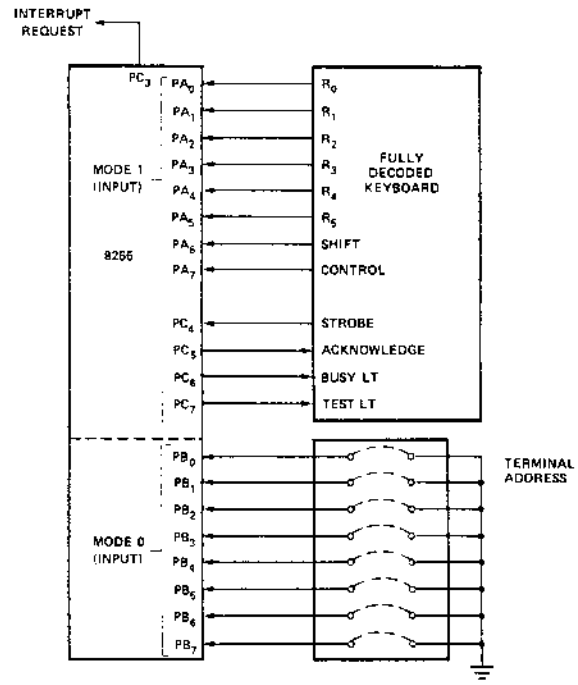 INTERRUPT
REQUEST
PC3
PA0
R0
PA1
R1
PA2
R2
PA3
R3
MODE 1
(INPUT)
PA4
R4
FULLY
DECODED
KEYBOARD
PA5
R5
8255
PA6
SHIFT
PA7
CONTROL
PC4
STROBE
PC5
ACKNOWLEDGE
PC6
BUSY LT
PC7
TEST LT
PB0
TERMINAL
ADDRESS
PB1
PB2
PB3
MODE 0
(INPUT)
PB4
PB5
PB6
PB7